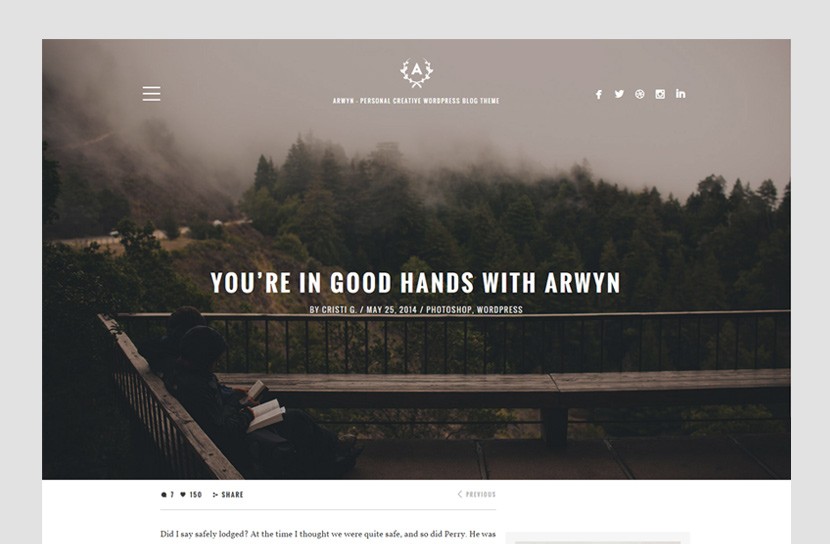 A
ARWYN - PERSONAL CREATIVE WORDPRESS BLOG THEME
YOU'RE IN GOOD HANDS WITH ARWYN
BY CRISTI G. / MAY 25, 2014 / PHOTOSHOP, WORDPRESS
7 150 SHARE PREVIOUS
Did I say safely lodged? At the time I thought we were quite safe, and so did Perry. He was